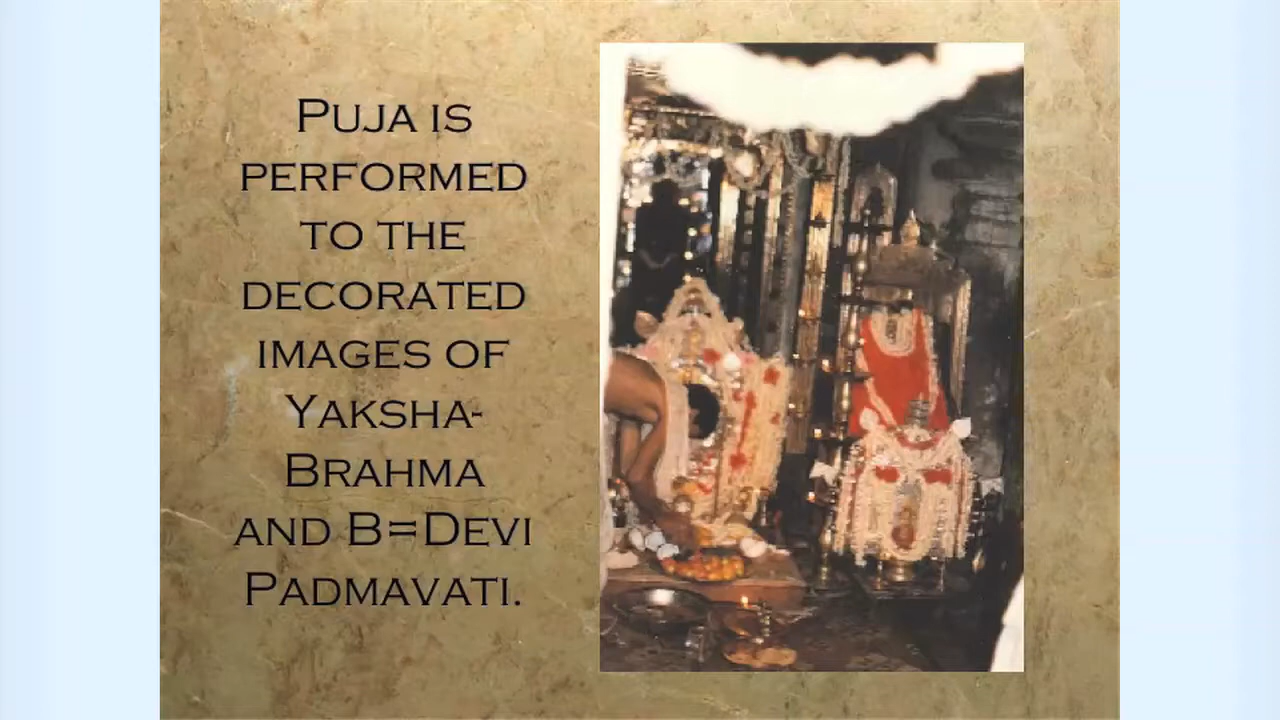 Puja is
performed
to the
decorated
images of
Yaksha-
Brahma
and B=Devi
Padmavati.